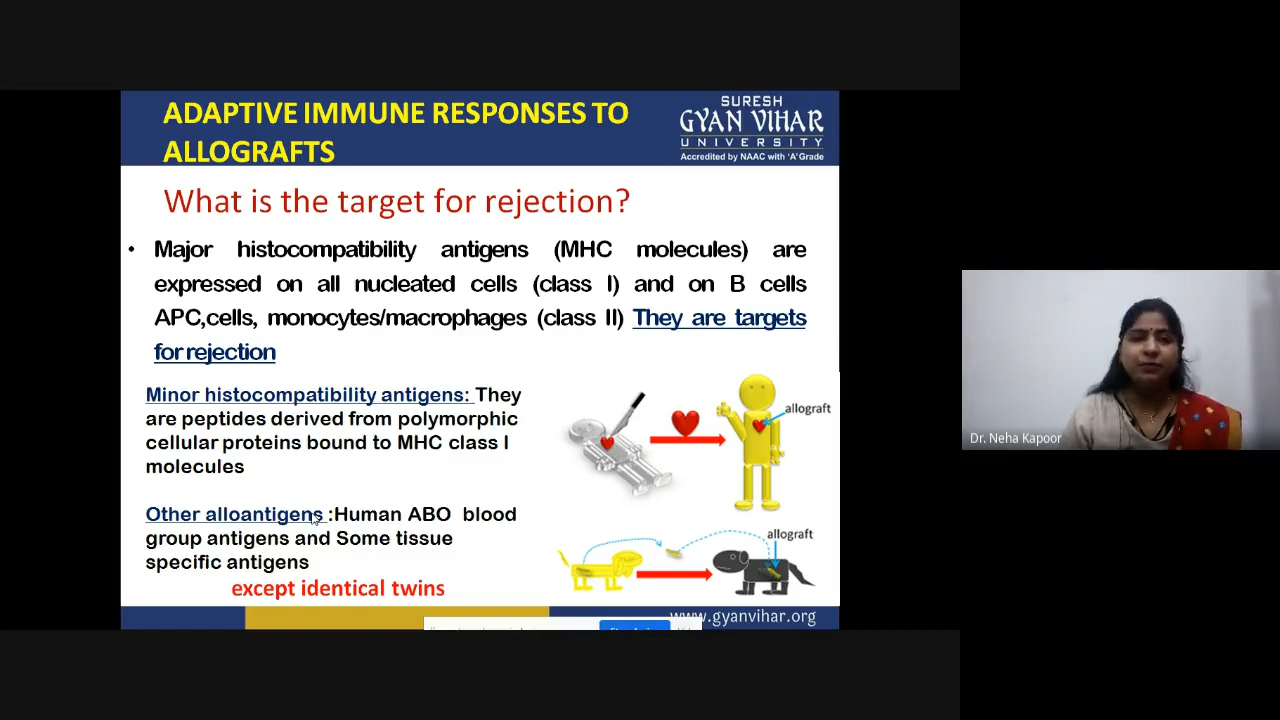 ADAPTIVE IMMUNE RESPONSES TO
ALLOGRAFTS
SURESH
GYAN VIHAR
UNIVERSITY
Accredited by NAAC with 'A' Grade
What is the target for rejection?
• Major histocompatibility antigens (MHC molecules) are
expressed on all nucleated cells (class I) and on B cells
APC,cells, monocytes/macrophages (class II) They are targets
for rejection
Minor histocompatibility antigens: They
are peptides derived from polymorphic
cellular proteins bound to MHC class I
molecules
allograft
Other alloantigens :Human ABO blood
group antigens and Some tissue
specific antigens
except identical twins
allograft
www.gyanvihar.org
Dr. Neha Kapoor